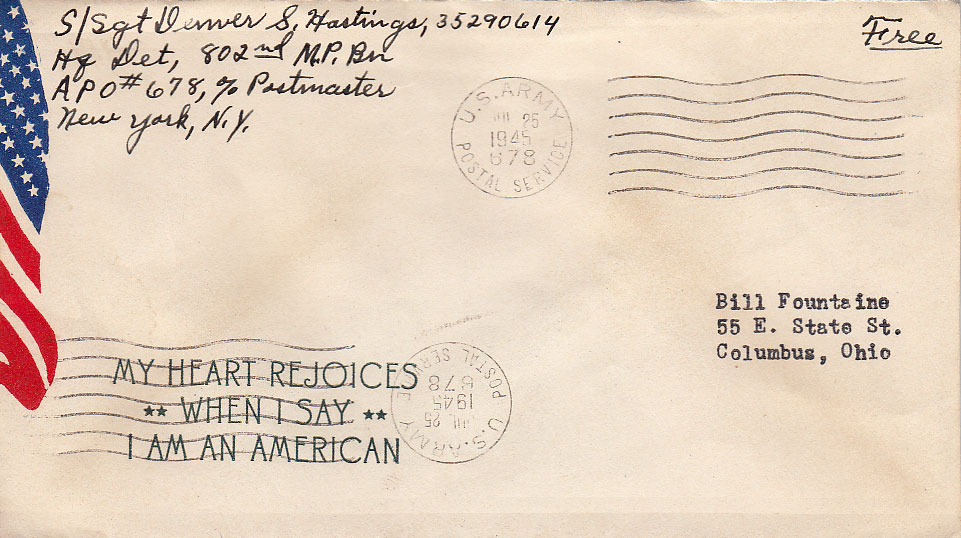 S/Sgt Denver S. Hastings, 35290614
Hq Det, 802nd M.P. Bn
APO # 678, c/o Postmaster
New York, N.Y.
Free
U.S. ARMY
JUL 25
1945
678
POSTAL SERVICE
Bill Fountaine
55 E. State St.
Columbus, Ohio
MY HEART REJOICES
** WHEN I SAY **
I AM AN AMERICAN
U.S. ARMY
JUL 25
1945
678
POSTAL SERVICE